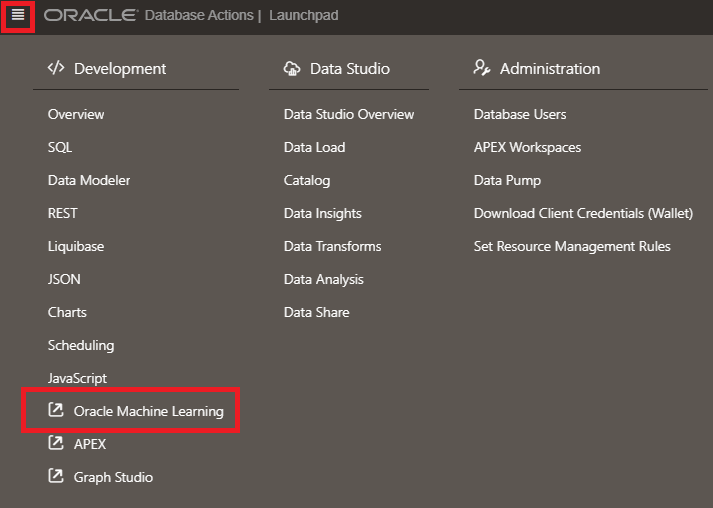 ORACLE Database Actions | Launchpad
Development
Overview
SQL
Data Modeler
REST
Liquibase
JSON
Charts
Scheduling
JavaScript
Oracle Machine Learning
APEX
Graph Studio
Data Studio
Data Studio Overview
Data Load
Catalog
Data Insights
Data Transforms
Data Analysis
Data Share
Administration
Database Users
APEX Workspaces
Data Pump
Download Client Credentials (Wallet)
Set Resource Management Rules